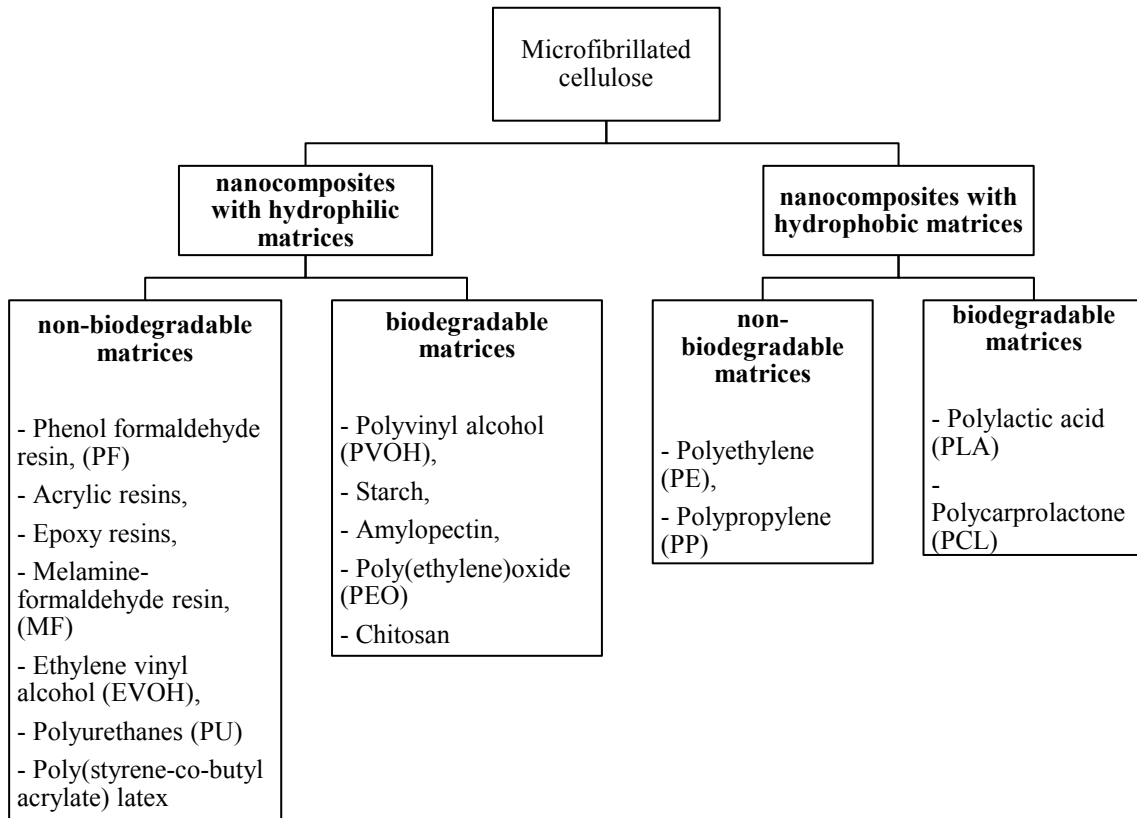 Microfibrillated
cellulose
nanocomposites
with hydrophilic
matrices
nanocomposites with
hydrophobic matrices
non-biodegradable
matrices
- Phenol formaldehyde
resin, (PF)
- Acrylic resins,
- Epoxy resins,
- Melamine-
formaldehyde resin,
(MF)
- Ethylene vinyl
alcohol (EVOH),
- Polyurethanes (PU)
- Poly(styrene-co-butyl
acrylate) latex
biodegradable
matrices
- Polyvinyl alcohol
(PVOH),
- Starch,
- Amylopectin,
- Poly(ethylene)oxide
(PEO)
- Chitosan
non-
biodegradable
matrices
- Polyethylene
(PE),
- Polypropylene
(PP)
biodegradable
matrices
- Polylactic acid
(PLA)
-
Polycarprolactone
(PCL)